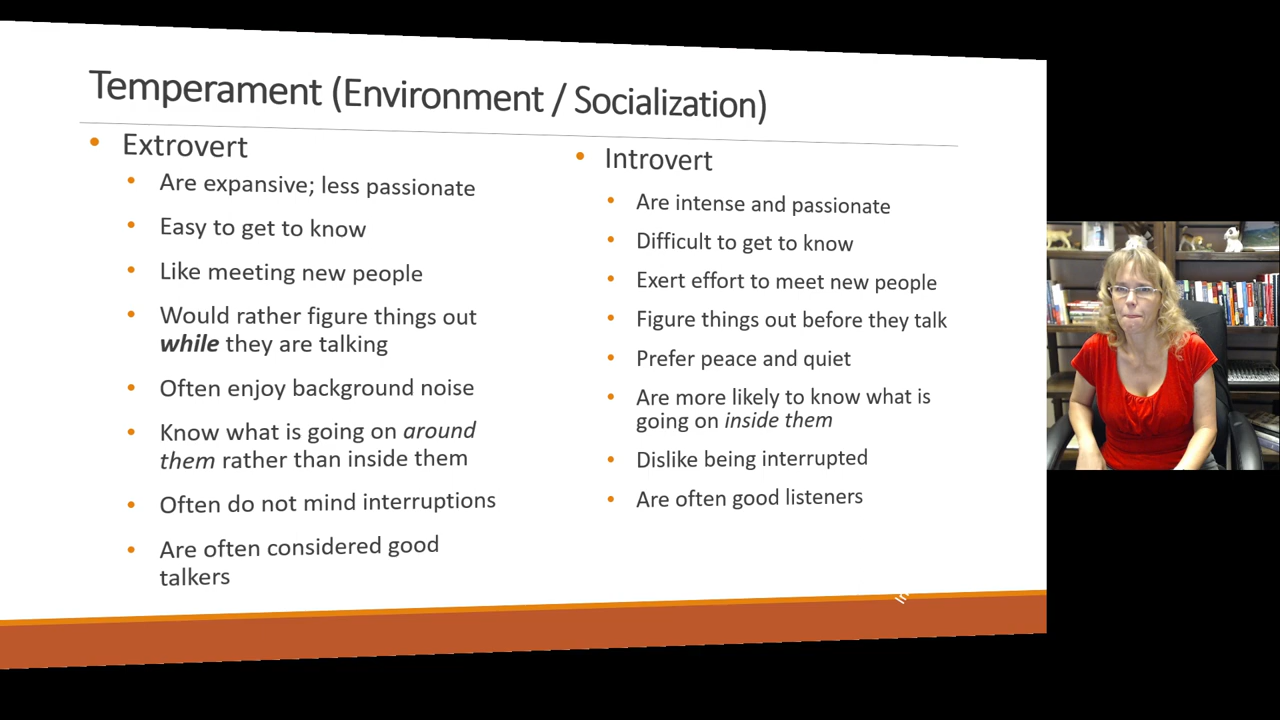 Temperament (Environment / Socialization)
Extrovert
Are expansive; less passionate
Easy to get to know
Like meeting new people
Would rather figure things out
while they are talking
Often enjoy background noise
Know what is going on around
them rather than inside them
Often do not mind interruptions
Are often considered good
talkers
Introvert
Are intense and passionate
Difficult to get to know
Exert effort to meet new people
Figure things out before they talk
Prefer peace and quiet
Are more likely to know what is
going on inside them
Dislike being interrupted
Are often good listeners